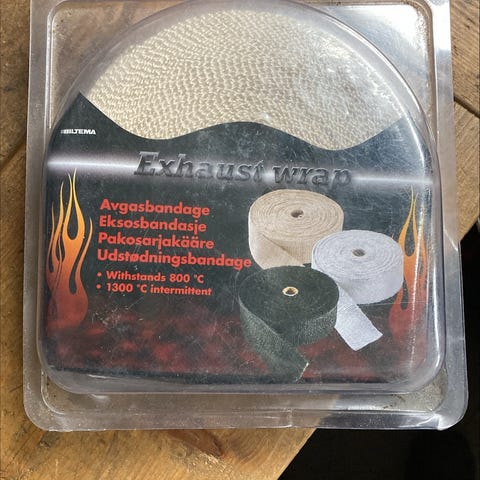 BILTEMA
Exhaust wrap
Avgasbandage
Eksosbandasje
Pakosarjakääre
Udstødningsbandage
• Withstands 800 °C
• 1300 °C intermittent